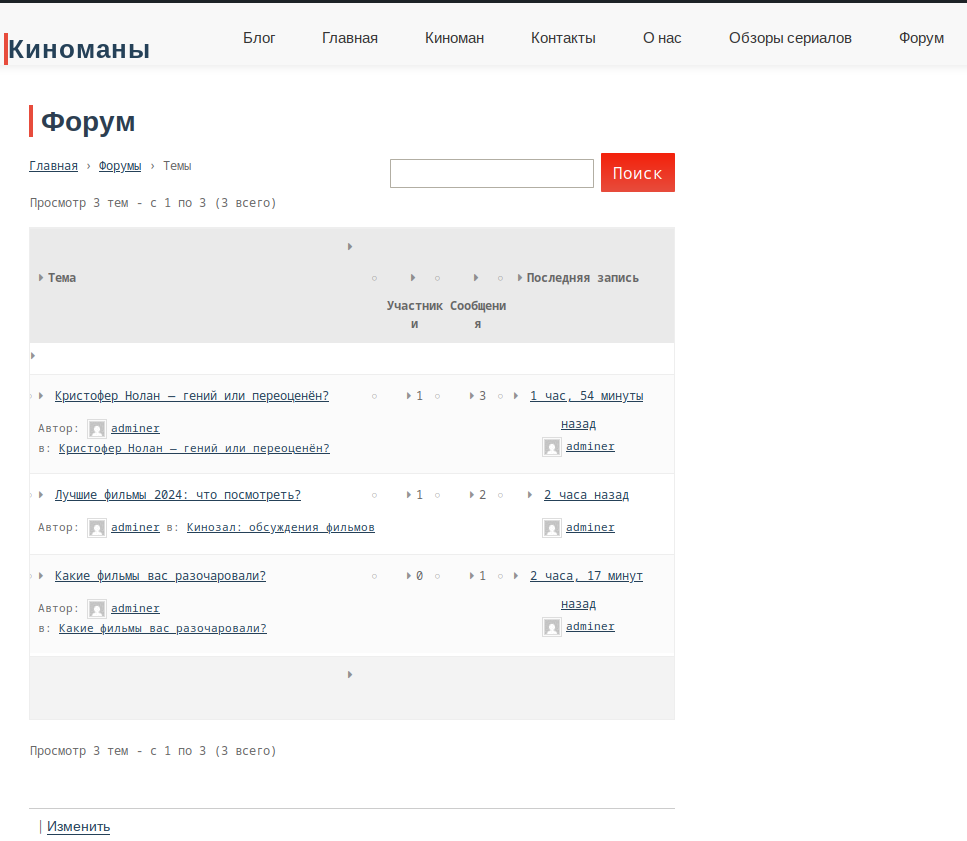 Киноманы
Блог Главная Киноман Контакты О нас Обзоры сериалов Форум
Форум
Главная › Форумы › Темы
Поиск
Просмотр 3 тем - с 1 по 3 (3 всего)
Тема
Участники
Сообщения
Последняя запись
Кристофер Нолан — гений или переоценён? 1 3 1 час, 54 минуты
назад
Автор: adminer
adminer
в: Кристофер Нолан — гений или переоценён?
Лучшие фильмы 2024: что посмотреть? 1 2 2 часа назад
Автор: adminer в: Кинозал: обсуждения фильмов
adminer
Какие фильмы вас разочаровали? 0 1 2 часа, 17 минут
назад
Автор: adminer
adminer
в: Какие фильмы вас разочаровали?
Просмотр 3 тем - с 1 по 3 (3 всего)
| Изменить